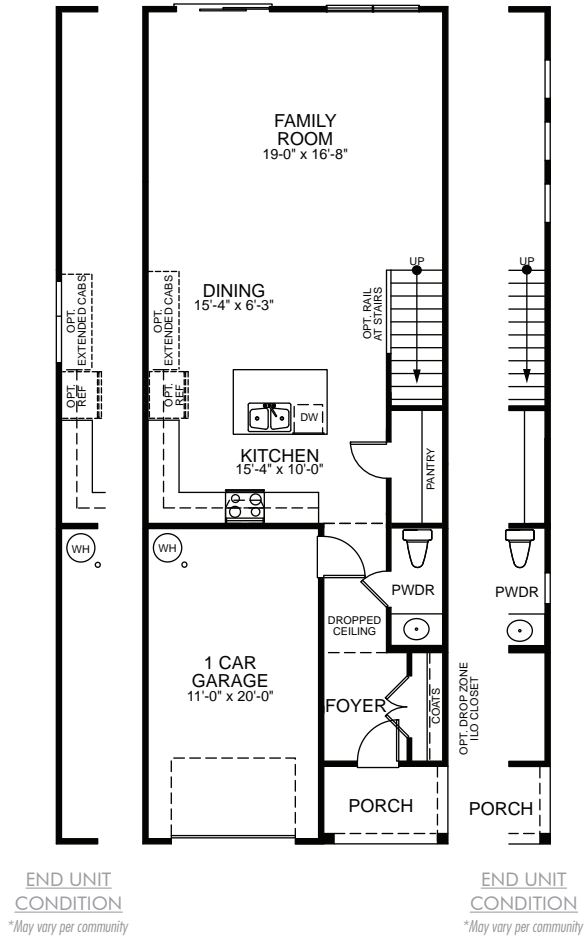 FAMILY
ROOM
19'-0" x 16'-8"
UP
UP
DINING
15'-4" x 6'-3"
OPT.
EXTENDED CABS
OPT.
EXTENDED CABS
OPT. RAIL
AT STAIRS
OPT.
REF
OPT.
REF
DW
KITCHEN
15'-4" x 10'-0"
PANTRY
WH
WH
PWDR
PWDR
DROPPED
CEILING
1 CAR
GARAGE
11'-0" x 20'-0"
FOYER
COATS
OPT. DROP ZONE
ILO CLOSET
PORCH
PORCH
END UNIT
CONDITION
*May vary per community
END UNIT
CONDITION
*May vary per community